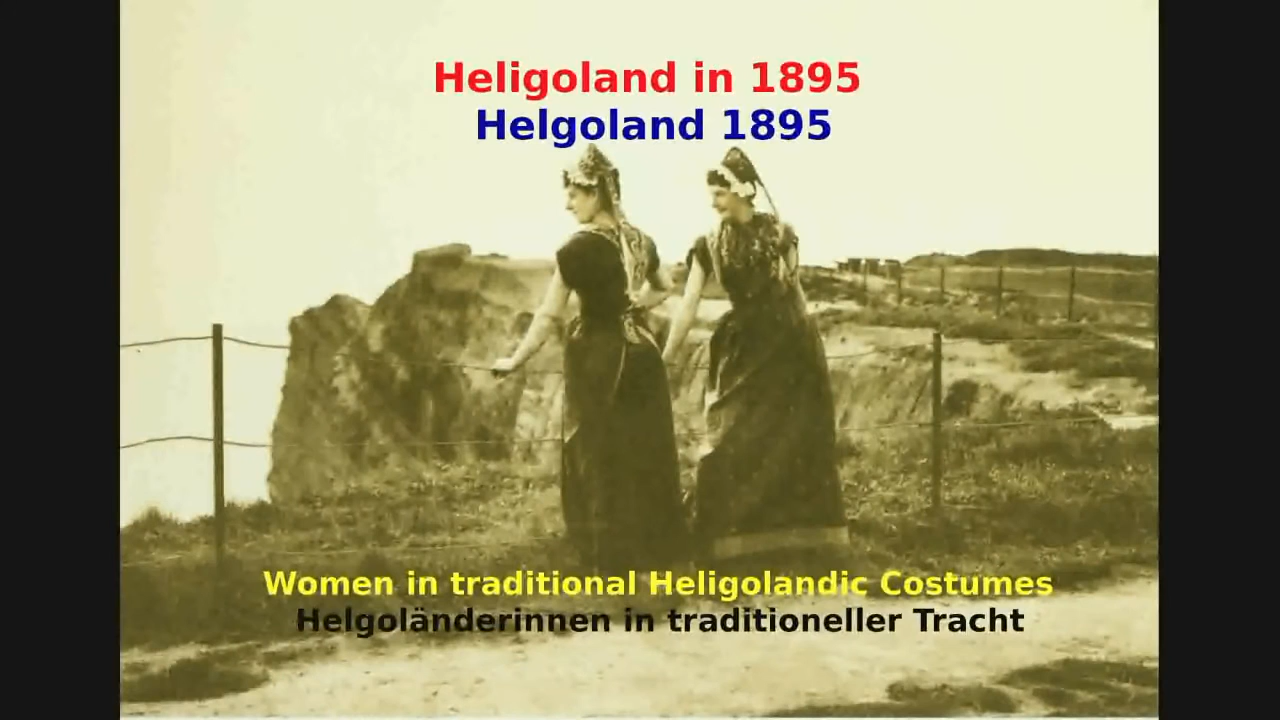 Heligoland in 1895
Helgoland 1895
Women in traditional Heligolandic Costumes
Helgoländerinnen in traditioneller Tracht